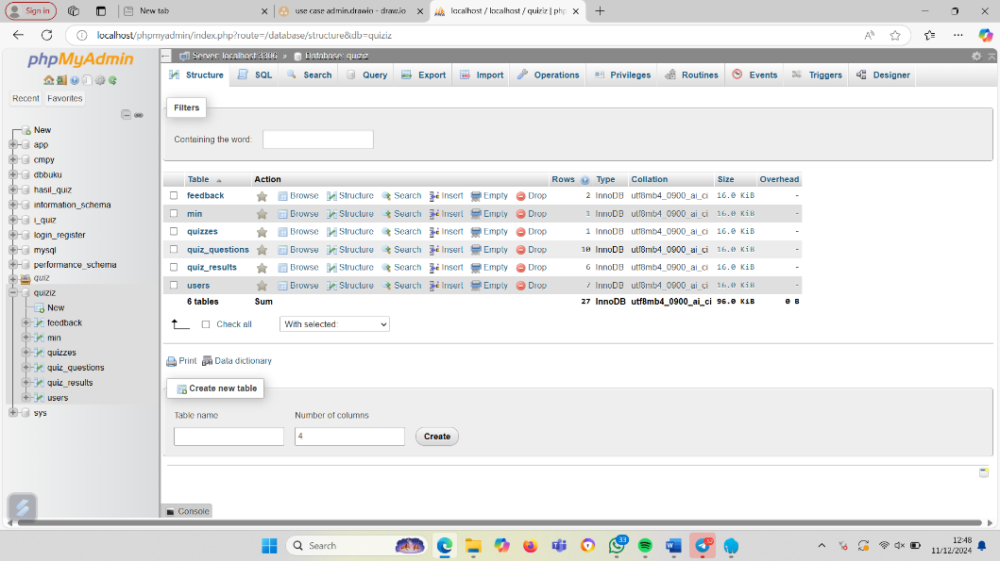 Sign in
New tab
use case admin.drawio - draw.io
localhost / localhost / quiziz | php
localhost/phpmyadmin/index.php?route=/database/structure&db=quiziz
phpMyAdmin
Server: localhost:3306 » Database: quiziz
Structure SQL Search Query Export Import Operations Privileges Routines Events Triggers Designer
Recent Favorites
New
app
cmpy
dbbuku
hasil_quiz
information_schema
i_quiz
login_register
mysql
performance_schema
quiz
quiziz
New
feedback
min
quizzes
quiz_questions
quiz_results
users
sys
Filters
Containing the word:
Table Action Rows Type Collation Size Overhead
feedback Browse Structure Search Insert Empty Drop 2 InnoDB utf8mb4_0900_ai_ci 16.0 KiB -
min Browse Structure Search Insert Empty Drop 1 InnoDB utf8mb4_0900_ai_ci 16.0 KiB -
quizzes Browse Structure Search Insert Empty Drop 1 InnoDB utf8mb4_0900_ai_ci 16.0 KiB -
quiz_questions Browse Structure Search Insert Empty Drop 10 InnoDB utf8mb4_0900_ai_ci 16.0 KiB -
quiz_results Browse Structure Search Insert Empty Drop 6 InnoDB utf8mb4_0900_ai_ci 16.0 KiB -
users Browse Structure Search Insert Empty Drop 7 InnoDB utf8mb4_0900_ai_ci 16.0 KiB -
6 tables Sum 27 InnoDB utf8mb4_0900_ai_ci 96.0 KiB 0 B
Check all With selected:
Print Data dictionary
Create new table
Table name Number of columns
4 Create
Console
Search
33
12:48
11/12/2024